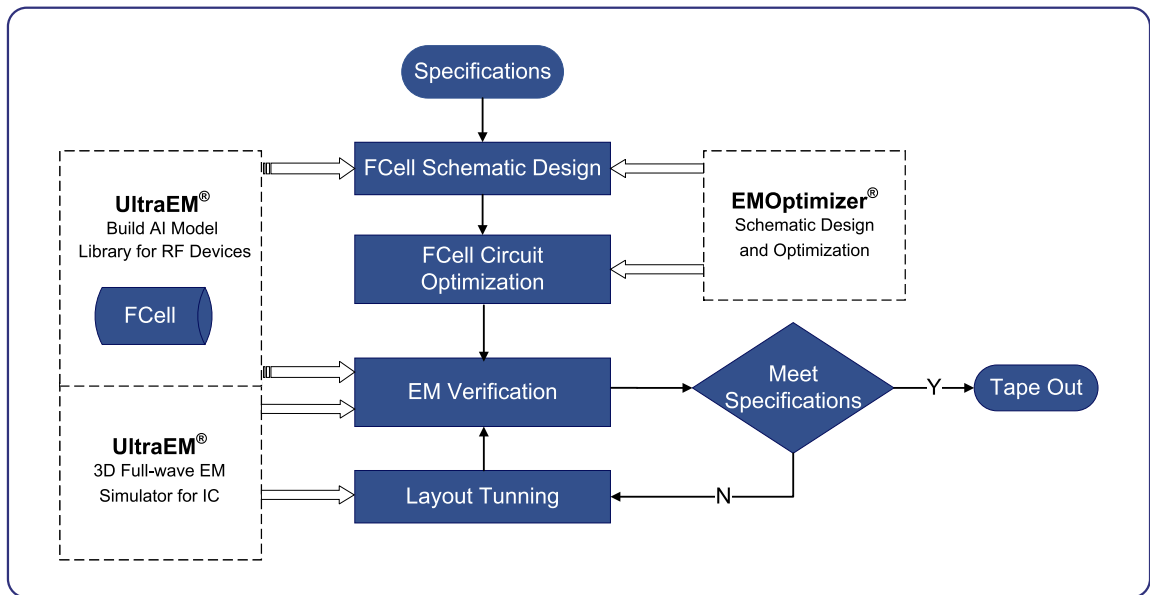 Specifications
FCell Schematic Design
UltraEM®
Build AI Model
Library for RF Devices
FCell
EMOptimizer®
Schematic Design
and Optimization
FCell Circuit
Optimization
EM Verification
Meet
Specifications
Y
Tape Out
UltraEM®
3D Full-wave EM
Simulator for IC
Layout Tunning
N